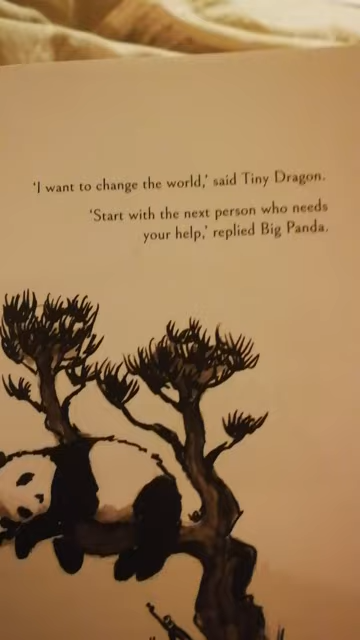 'I want to change the world,' said Tiny Dragon.
'Start with the next person who needs
your help,' replied Big Panda.